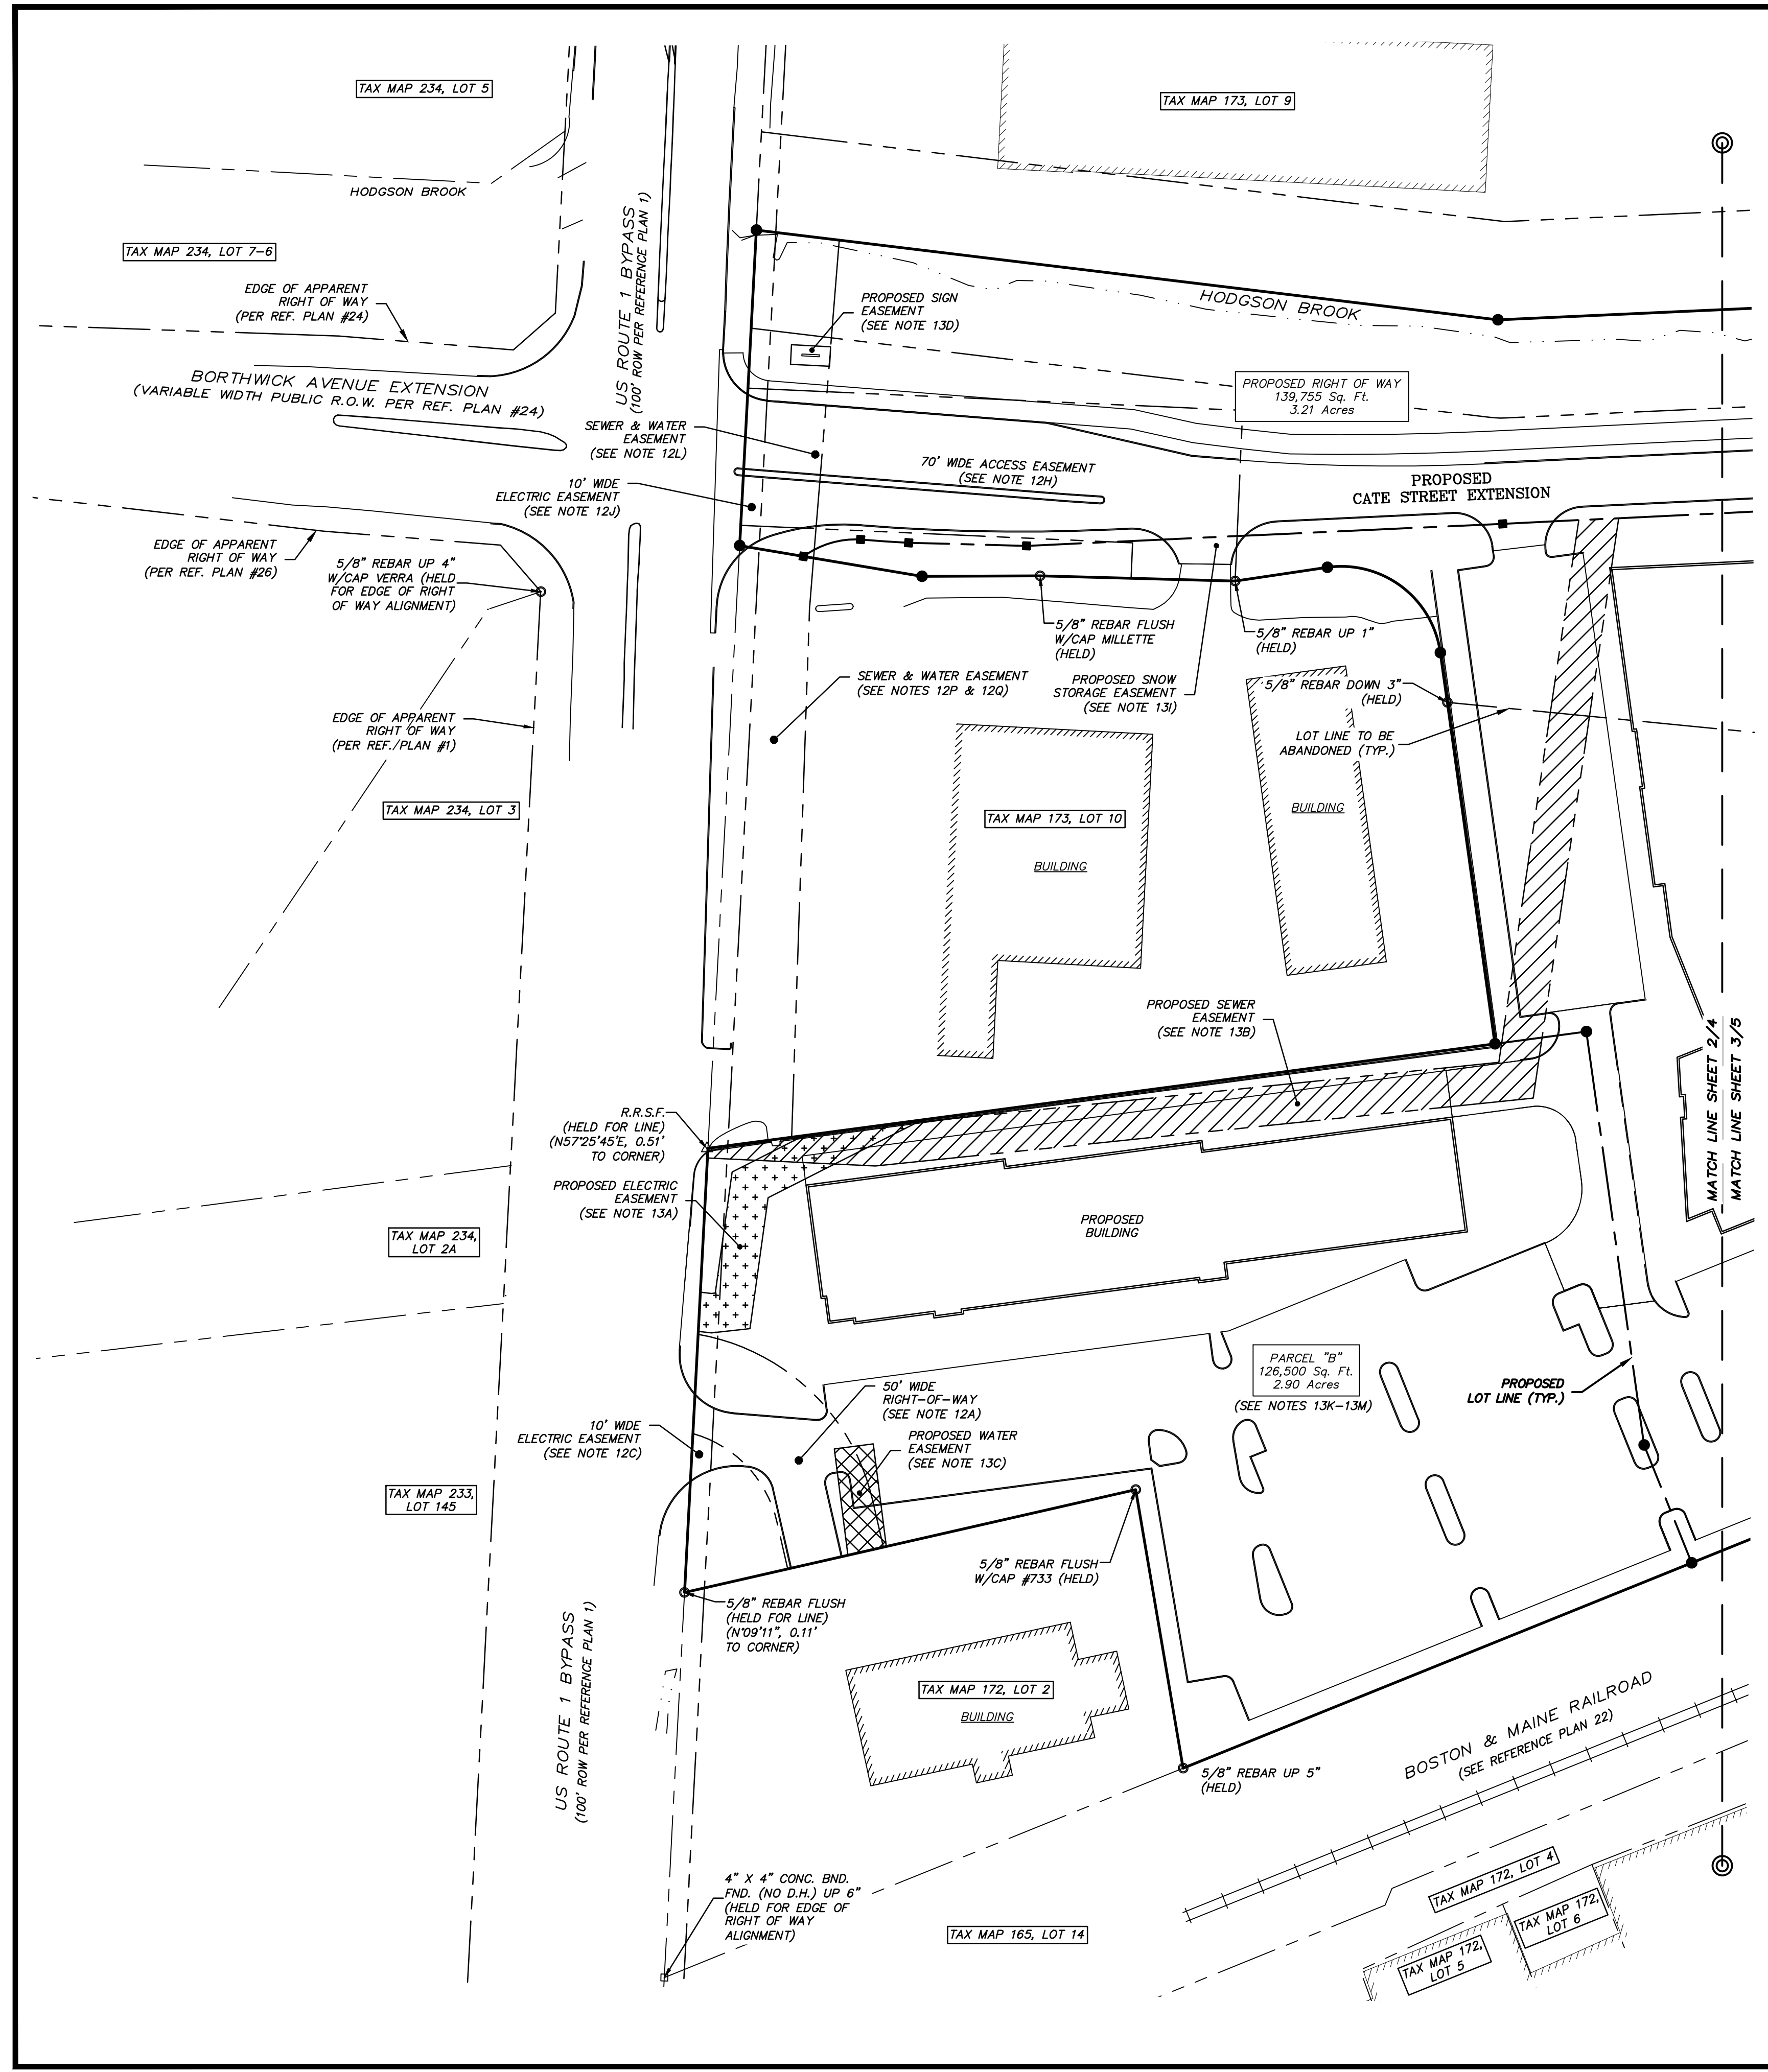 TAX MAP 234, LOT 5
TAX MAP 173, LOT 9
HODGSON BROOK
TAX MAP 234, LOT 7-6
US ROUTE 1 BYPASS
(100' ROW PER REFERENCE PLAN 1)
EDGE OF APPARENT
RIGHT OF WAY
(PER REF. PLAN #24)
PROPOSED SIGN
EASEMENT
(SEE NOTE 13D)
HODGSON BROOK
BORTHWICK AVENUE EXTENSION
(VARIABLE WIDTH PUBLIC R.O.W. PER REF. PLAN #24)
PROPOSED RIGHT OF WAY
139,755 Sq. Ft.
3.21 Acres
SEWER & WATER
EASEMENT
(SEE NOTE 12L)
70' WIDE ACCESS EASEMENT
(SEE NOTE 12H)
PROPOSED
CATE STREET EXTENSION
10' WIDE
ELECTRIC EASEMENT
(SEE NOTE 12J)
EDGE OF APPARENT
RIGHT OF WAY
(PER REF. PLAN #26)
5/8" REBAR UP 4"
W/CAP VERRA (HELD
FOR EDGE OF RIGHT
OF WAY ALIGNMENT)
5/8" REBAR FLUSH
W/CAP MILLETTE
(HELD)
5/8" REBAR UP 1"
(HELD)
SEWER & WATER EASEMENT
(SEE NOTES 12P & 12Q)
PROPOSED SNOW
STORAGE EASEMENT
(SEE NOTE 13I)
5/8" REBAR DOWN 3"
(HELD)
EDGE OF APPARENT
RIGHT OF WAY
(PER REF. PLAN #1)
LOT LINE TO BE
ABANDONED (TYP.)
TAX MAP 234, LOT 3
TAX MAP 173, LOT 10
BUILDING
BUILDING
PROPOSED SEWER
EASEMENT
(SEE NOTE 13B)
MATCH LINE SHEET 2/4
MATCH LINE SHEET 3/5
R.R.S.F.
(HELD FOR LINE)
(N57°25'45"E, 0.51'
TO CORNER)
PROPOSED ELECTRIC
EASEMENT
(SEE NOTE 13A)
PROPOSED
BUILDING
TAX MAP 234,
LOT 2A
PARCEL "B"
126,500 Sq. Ft.
2.90 Acres
(SEE NOTES 13K-13M)
PROPOSED
LOT LINE (TYP.)
50' WIDE
RIGHT-OF-WAY
(SEE NOTE 12A)
10' WIDE
ELECTRIC EASEMENT
(SEE NOTE 12C)
PROPOSED WATER
EASEMENT
(SEE NOTE 13C)
TAX MAP 233,
LOT 145
5/8" REBAR FLUSH
W/CAP #733 (HELD)
5/8" REBAR FLUSH
(HELD FOR LINE)
(N°09'11", 0.11'
TO CORNER)
US ROUTE 1 BYPASS
(100' ROW PER REFERENCE PLAN 1)
TAX MAP 172, LOT 2
BUILDING
BOSTON & MAINE RAILROAD
(SEE REFERENCE PLAN 22)
5/8" REBAR UP 5"
(HELD)
4" X 4" CONC. BND.
FND. (NO D.H.) UP 6"
(HELD FOR EDGE OF
RIGHT OF WAY
ALIGNMENT)
TAX MAP 165, LOT 14
TAX MAP 172, LOT 4
TAX MAP 172,
LOT 6
TAX MAP 172,
LOT 5